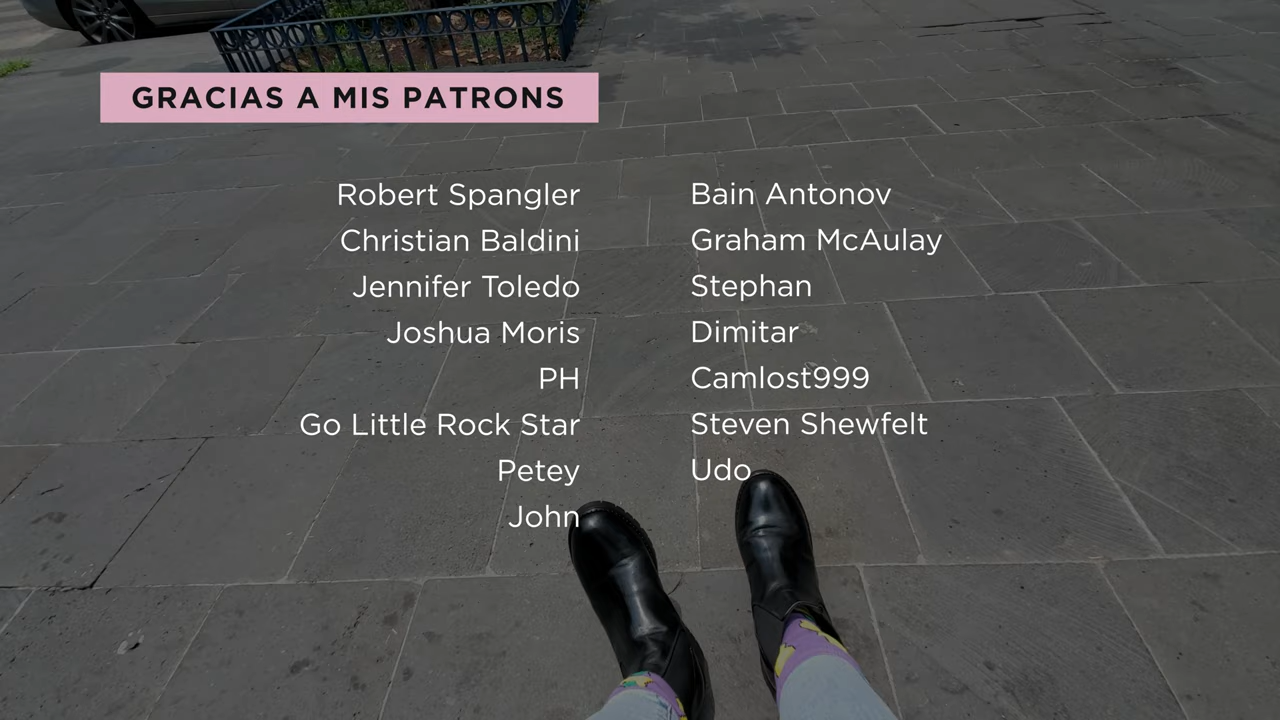 GRACIAS A MIS PATRONS
Robert Spangler
Christian Baldini
Jennifer Toledo
Joshua Moris
PH
Go Little Rock Star
Petey
John
Bain Antonov
Graham McAulay
Stephan
Dimitar
Camlost999
Steven Shewfelt
Udo